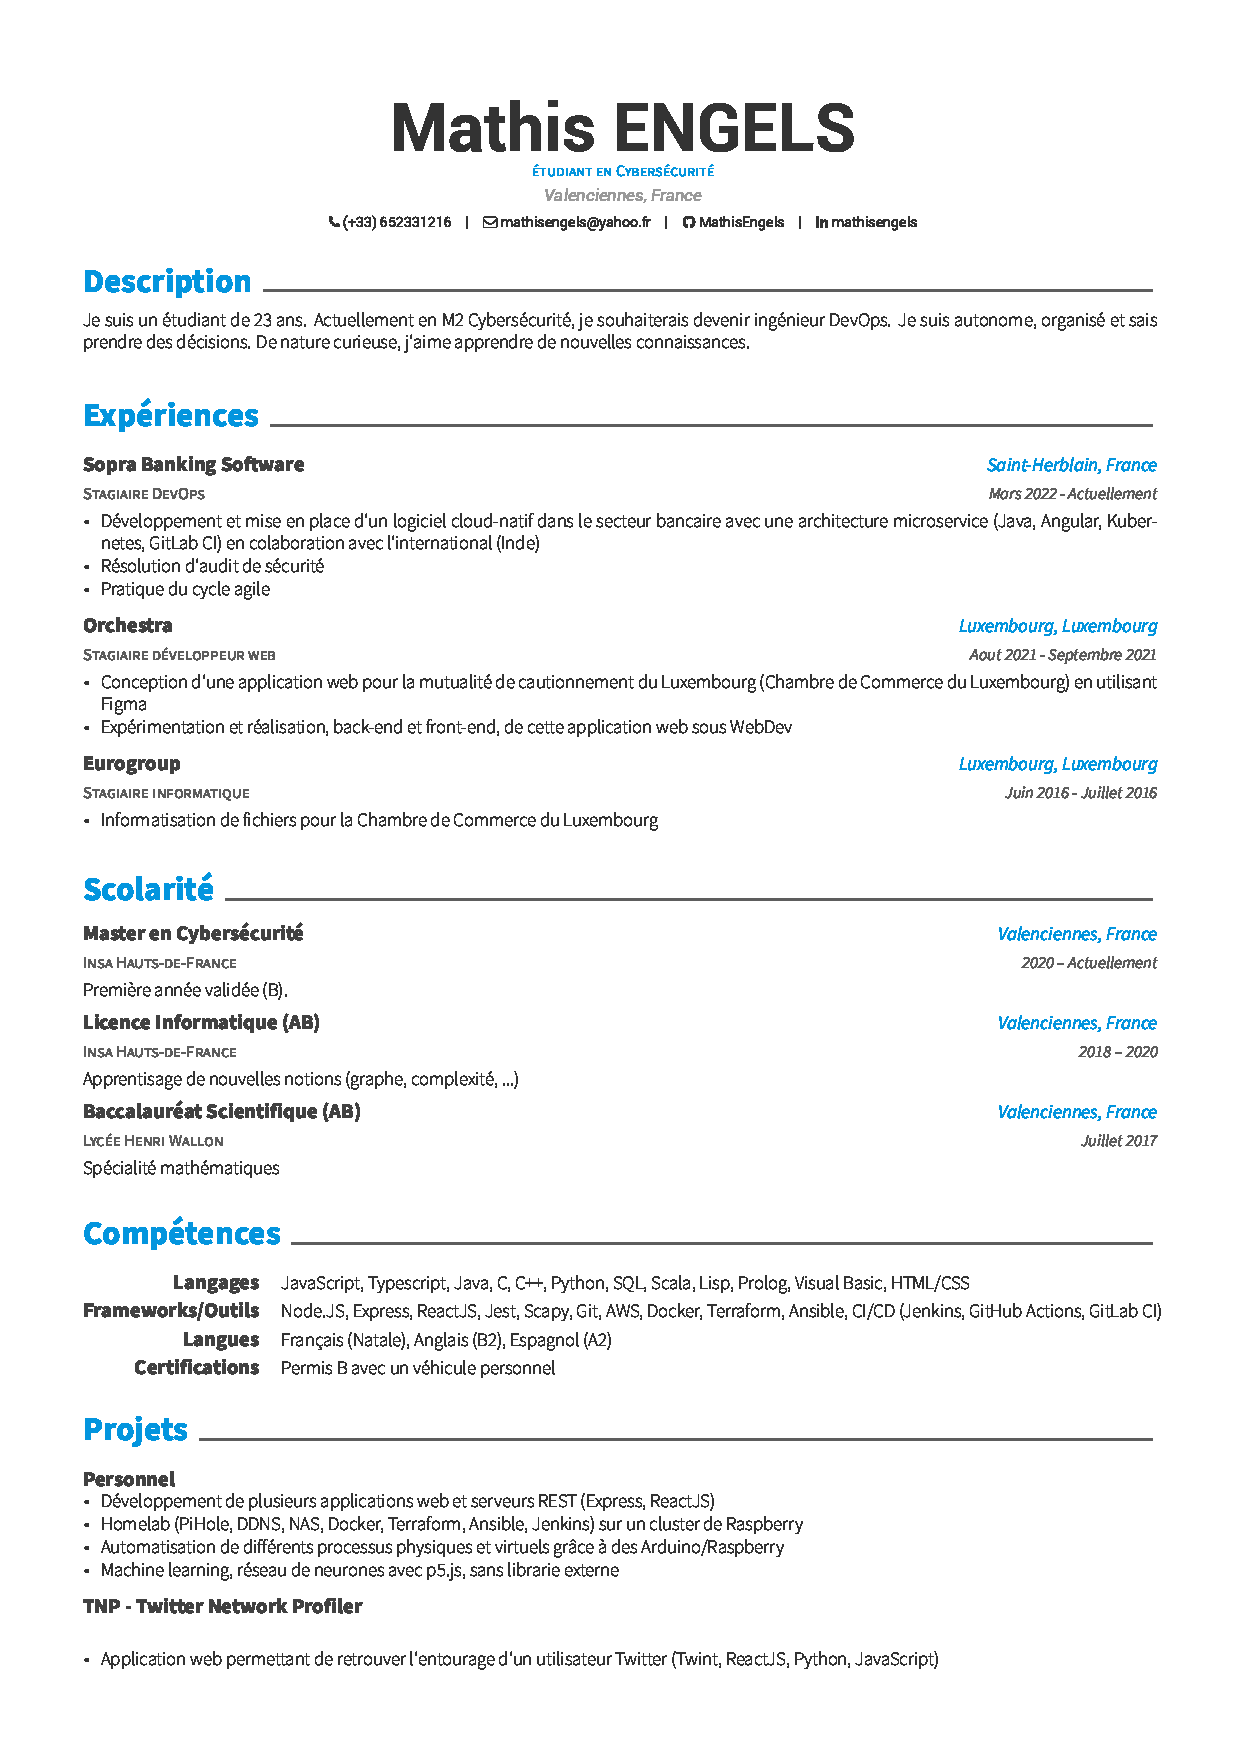 Mathis ENGELS
étudiant en Cybersécurité
Valenciennes, France
(+33) 652331216 | mathisengels@yahoo.fr | MathisEngels | mathisengels
Description
Je suis un étudiant de 23 ans. Actuellement en M2 Cybersécurité, je souhaiterais devenir ingénieur DevOps. Je suis autonome, organisé et sais
prendre des décisions. De nature curieuse, j'aime apprendre de nouvelles connaissances.
Expériences
Sopra Banking Software Saint-Herblain, France
Stagiaire DevOps Mars 2022 - Actuellement
• Développement et mise en place d'un logiciel cloud-natif dans le secteur bancaire avec une architecture microservice (Java, Angular, Kuber-
netes, GitLab CI) en colaboration avec l'international (Inde)
• Résolution d'audit de sécurité
• Pratique du cycle agile
Orchestra Luxembourg, Luxembourg
Stagiaire développeur web Aout 2021 - Septembre 2021
• Conception d'une application web pour la mutualité de cautionnement du Luxembourg (Chambre de Commerce du Luxembourg) en utilisant
Figma
• Expérimentation et réalisation, back-end et front-end, de cette application web sous WebDev
Eurogroup Luxembourg, Luxembourg
Stagiaire informatique Juin 2016 - Juillet 2016
• Informatisation de fichiers pour la Chambre de Commerce du Luxembourg
Scolarité
Master en Cybersécurité Valenciennes, France
Insa Hauts-de-France 2020 – Actuellement
Première année validée (B).
Licence Informatique (AB) Valenciennes, France
Insa Hauts-de-France 2018 – 2020
Apprentisage de nouvelles notions (graphe, complexité, ...)
Baccalauréat Scientifique (AB) Valenciennes, France
Lycée Henri Wallon Juillet 2017
Spécialité mathématiques
Compétences
Langages JavaScript, Typescript, Java, C, C++, Python, SQL, Scala, Lisp, Prolog, Visual Basic, HTML/CSS
Frameworks/Outils Node.JS, Express, ReactJS, Jest, Scapy, Git, AWS, Docker, Terraform, Ansible, CI/CD (Jenkins, GitHub Actions, GitLab CI)
Langues Français (Natale), Anglais (B2), Espagnol (A2)
Certifications Permis B avec un véhicule personnel
Projets
Personnel
• Développement de plusieurs applications web et serveurs REST (Express, ReactJS)
• Homelab (PiHole, DDNS, NAS, Docker, Terraform, Ansible, Jenkins) sur un cluster de Raspberry
• Automatisation de différents processus physiques et virtuels grâce à des Arduino/Raspberry
• Machine learning, réseau de neurones avec p5.js, sans librarie externe
TNP - Twitter Network Profiler
• Application web permettant de retrouver l'entourage d'un utilisateur Twitter (Twint, ReactJS, Python, JavaScript)